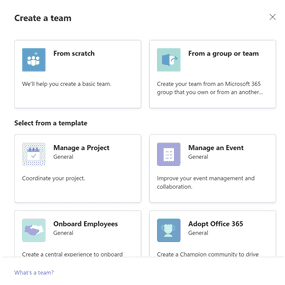 Create a team
From scratch
We'll help you create a basic team.
From a group or team
Create your team from an Microsoft 365
group that you own or from an another...
Select from a template
Manage a Project
General
Coordinate your project.
Manage an Event
General
Improve your event management and
collaboration.
Onboard Employees
General
Create a central experience to onboard
Adopt Office 365
General
Create a Champion community to drive
What's a team?